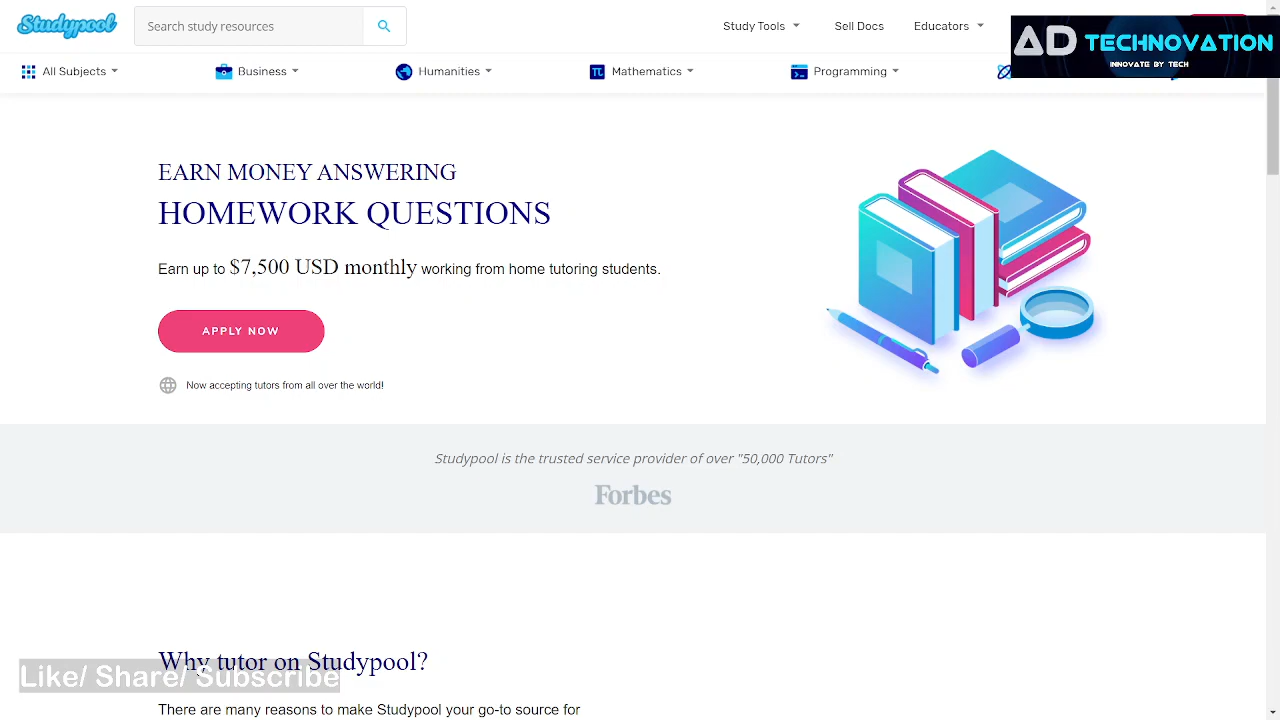 Studypool
Search study resources
Study Tools
Sell Docs
Educators
AD TECHNOVATION
INNOVATE BY TECH
All Subjects
Business
Humanities
Mathematics
Programming
EARN MONEY ANSWERING
HOMEWORK QUESTIONS
Earn up to $7,500 USD monthly working from home tutoring students.
APPLY NOW
Now accepting tutors from all over the world!
Studypool is the trusted service provider of over "50,000 Tutors"
Forbes
Why tutor on Studypool?
Like/ Share/ Subscribe
There are many reasons to make Studypool your go-to source for